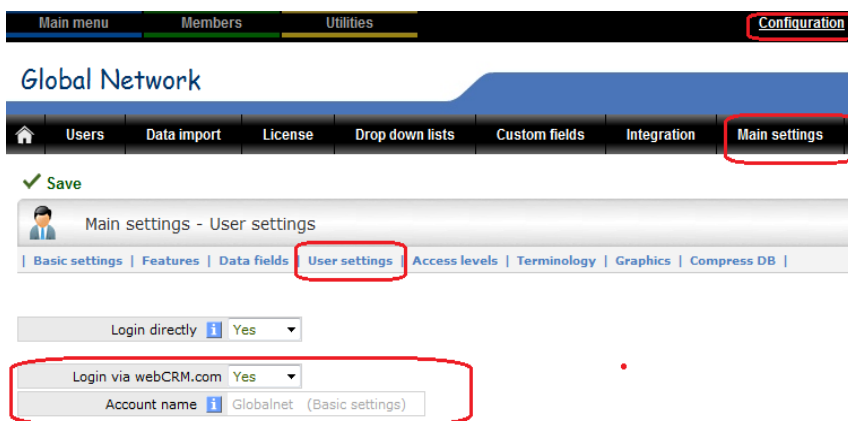 Main menu Members Utilities Configuration
Global Network
Users Data import License Drop down lists Custom fields Integration Main settings
Save
Main settings - User settings
| Basic settings | Features | Data fields | User settings | Access levels | Terminology | Graphics | Compress DB |
Login directly i Yes
Login via webCRM.com Yes
Account name i Globalnet (Basic settings)